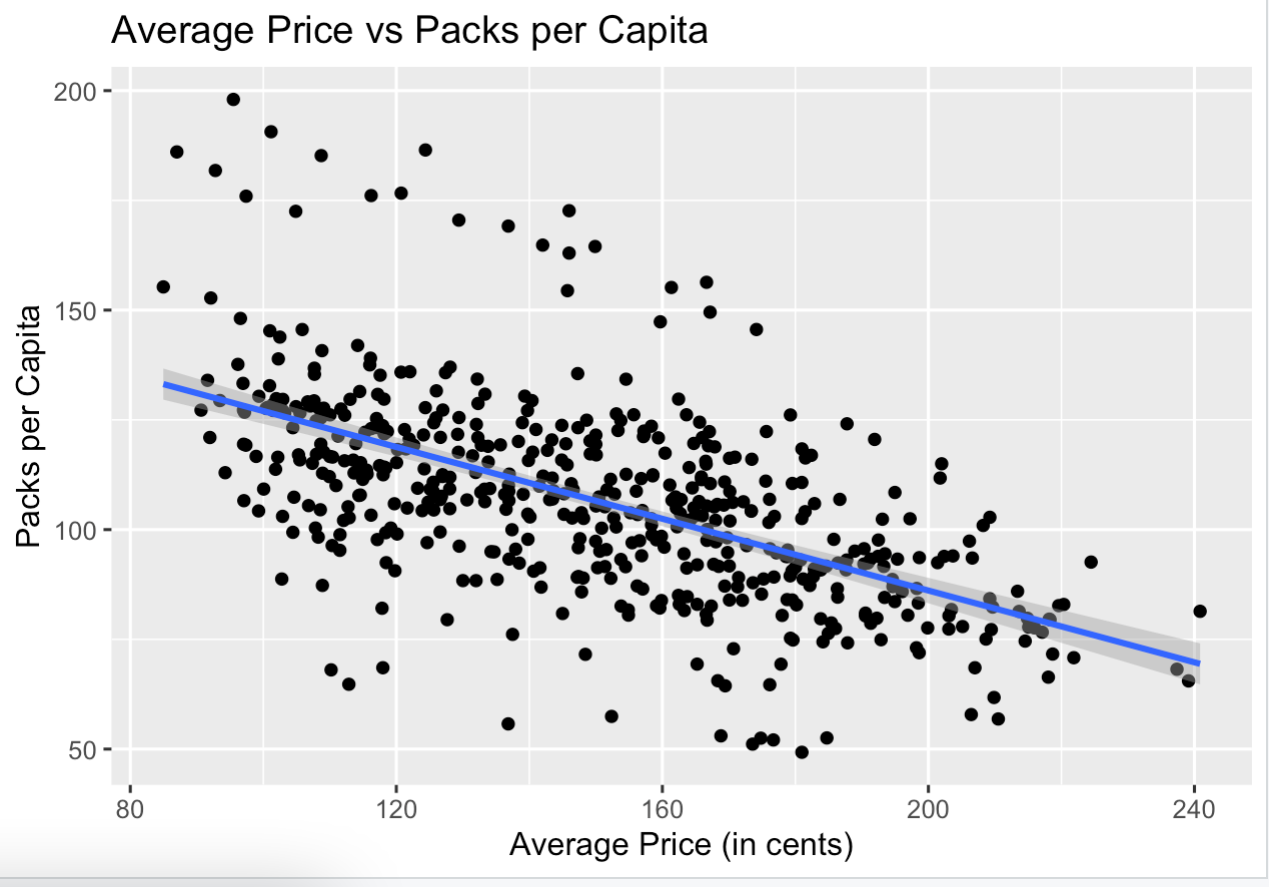 Average Price vs Packs per Capita
200
150
100
50
Packs per Capita
80 120 160 200 240
Average Price (in cents)